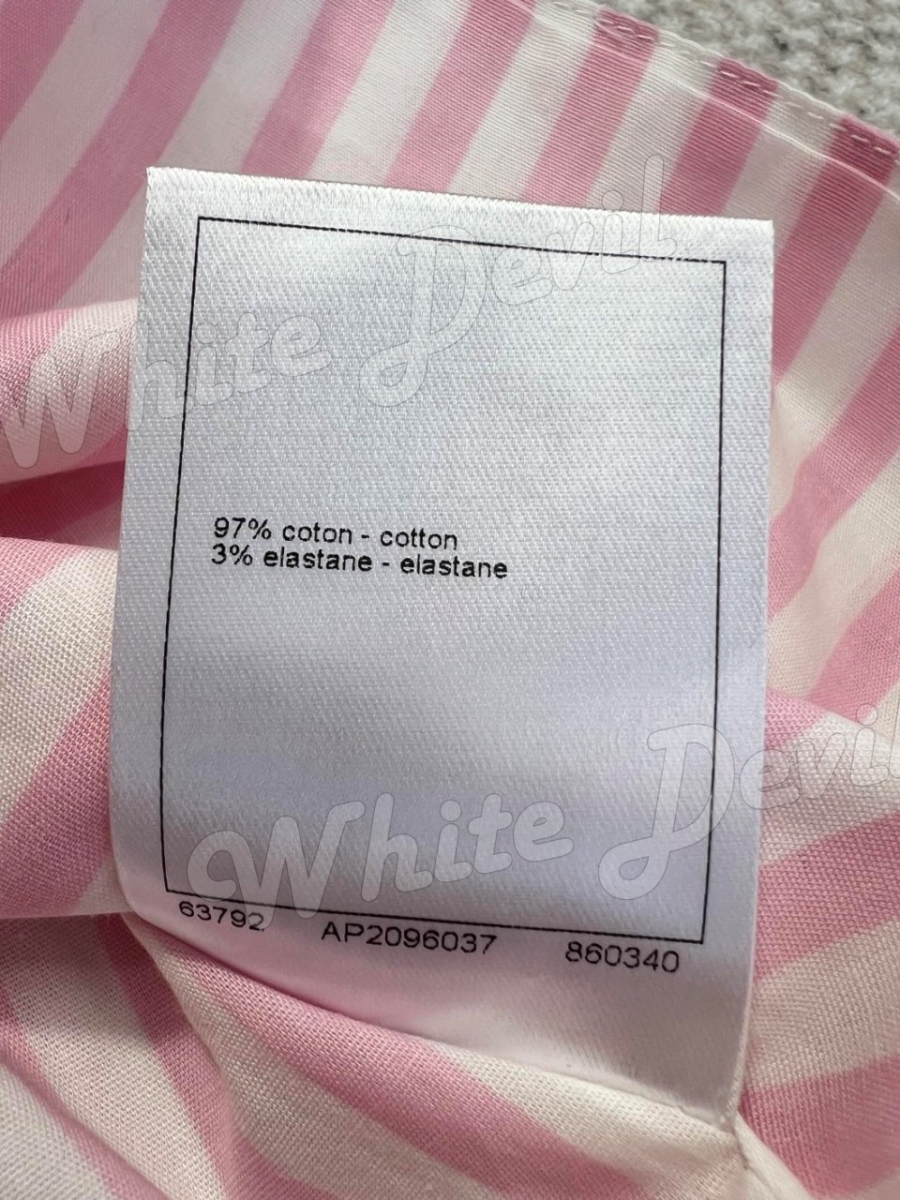 White Devil
97% coton - cotton
3% elastane - elastane
White Devil
63792 AP2096037 860340